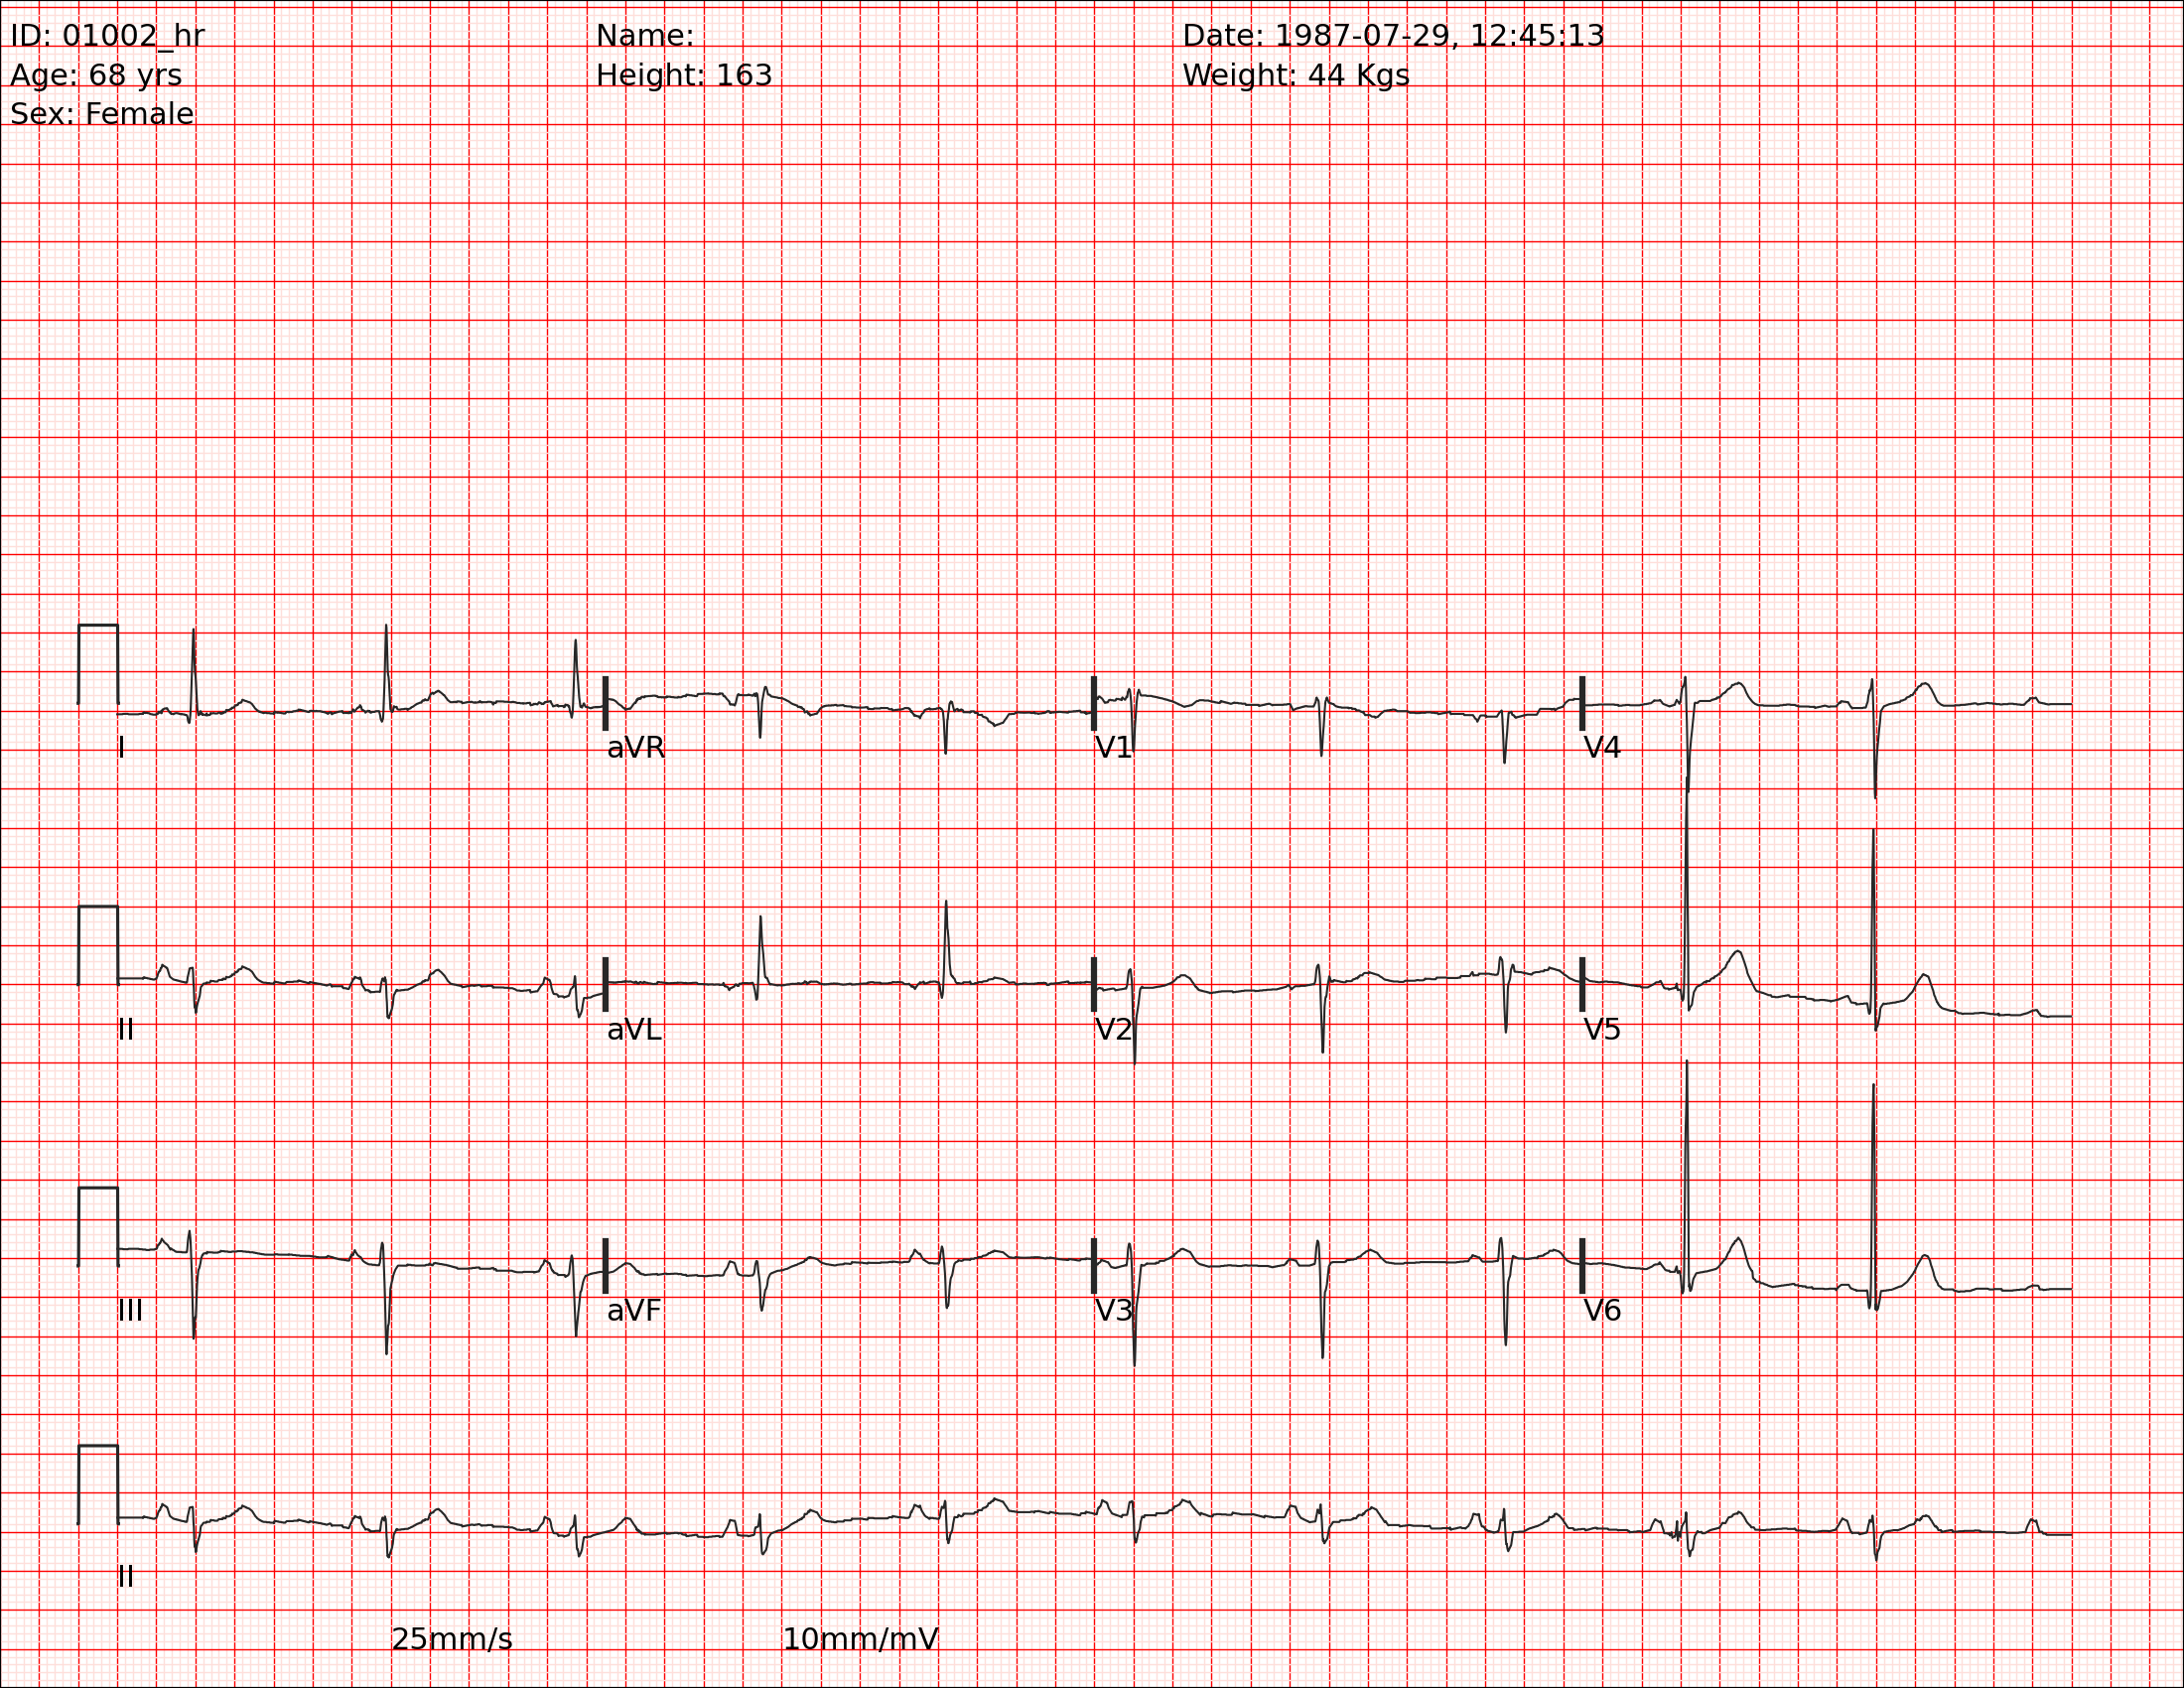 ID: 01002_hr Name: Date: 1987-07-29, 12:45:13
Age: 68 yrs Height: 163 Weight: 44 Kgs
Sex: Female
I aVR V1 V4
II aVL V2 V5
III aVF V3 V6
II
25mm/s 10mm/mV